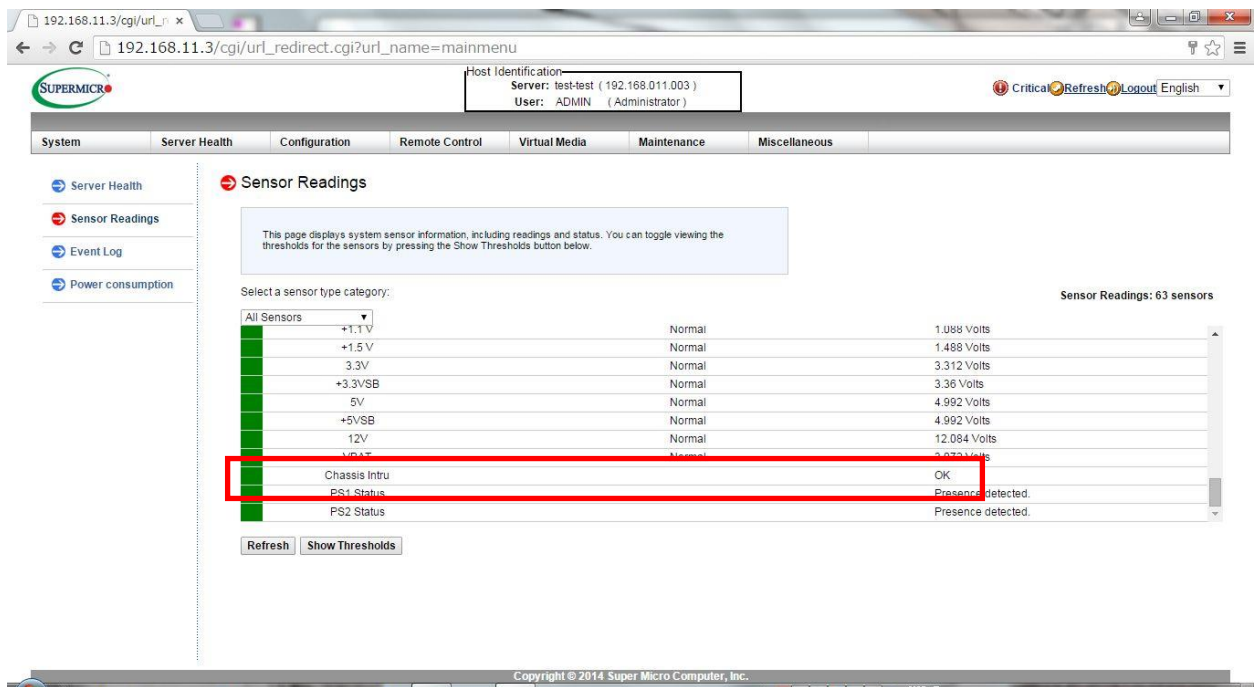 192.168.11.3/cgi/url_r
192.168.11.3/cgi/url_redirect.cgi?url_name=mainmenu
SUPERMICR
Host Identification
Server: test-test ( 192.168.011.003 )
User: ADMIN ( Administrator )
Critical Refresh Logout English
System Server Health Configuration Remote Control Virtual Media Maintenance Miscellaneous
Server Health
Sensor Readings
Event Log
Power consumption
Sensor Readings
This page displays system sensor information, including readings and status. You can toggle viewing the
thresholds for the sensors by pressing the Show Thresholds button below.
Select a sensor type category:
Sensor Readings: 63 sensors
All Sensors
+1.1 V Normal 1.088 Volts
+1.5 V Normal 1.488 Volts
3.3V Normal 3.312 Volts
+3.3VSB Normal 3.36 Volts
5V Normal 4.992 Volts
+5VSB Normal 4.992 Volts
12V Normal 12.084 Volts
VBAT Normal Volts
Chassis Intru OK
PS1 Status Presence detected.
PS2 Status Presence detected.
Refresh Show Thresholds
Copyright © 2014 Super Micro Computer, Inc.